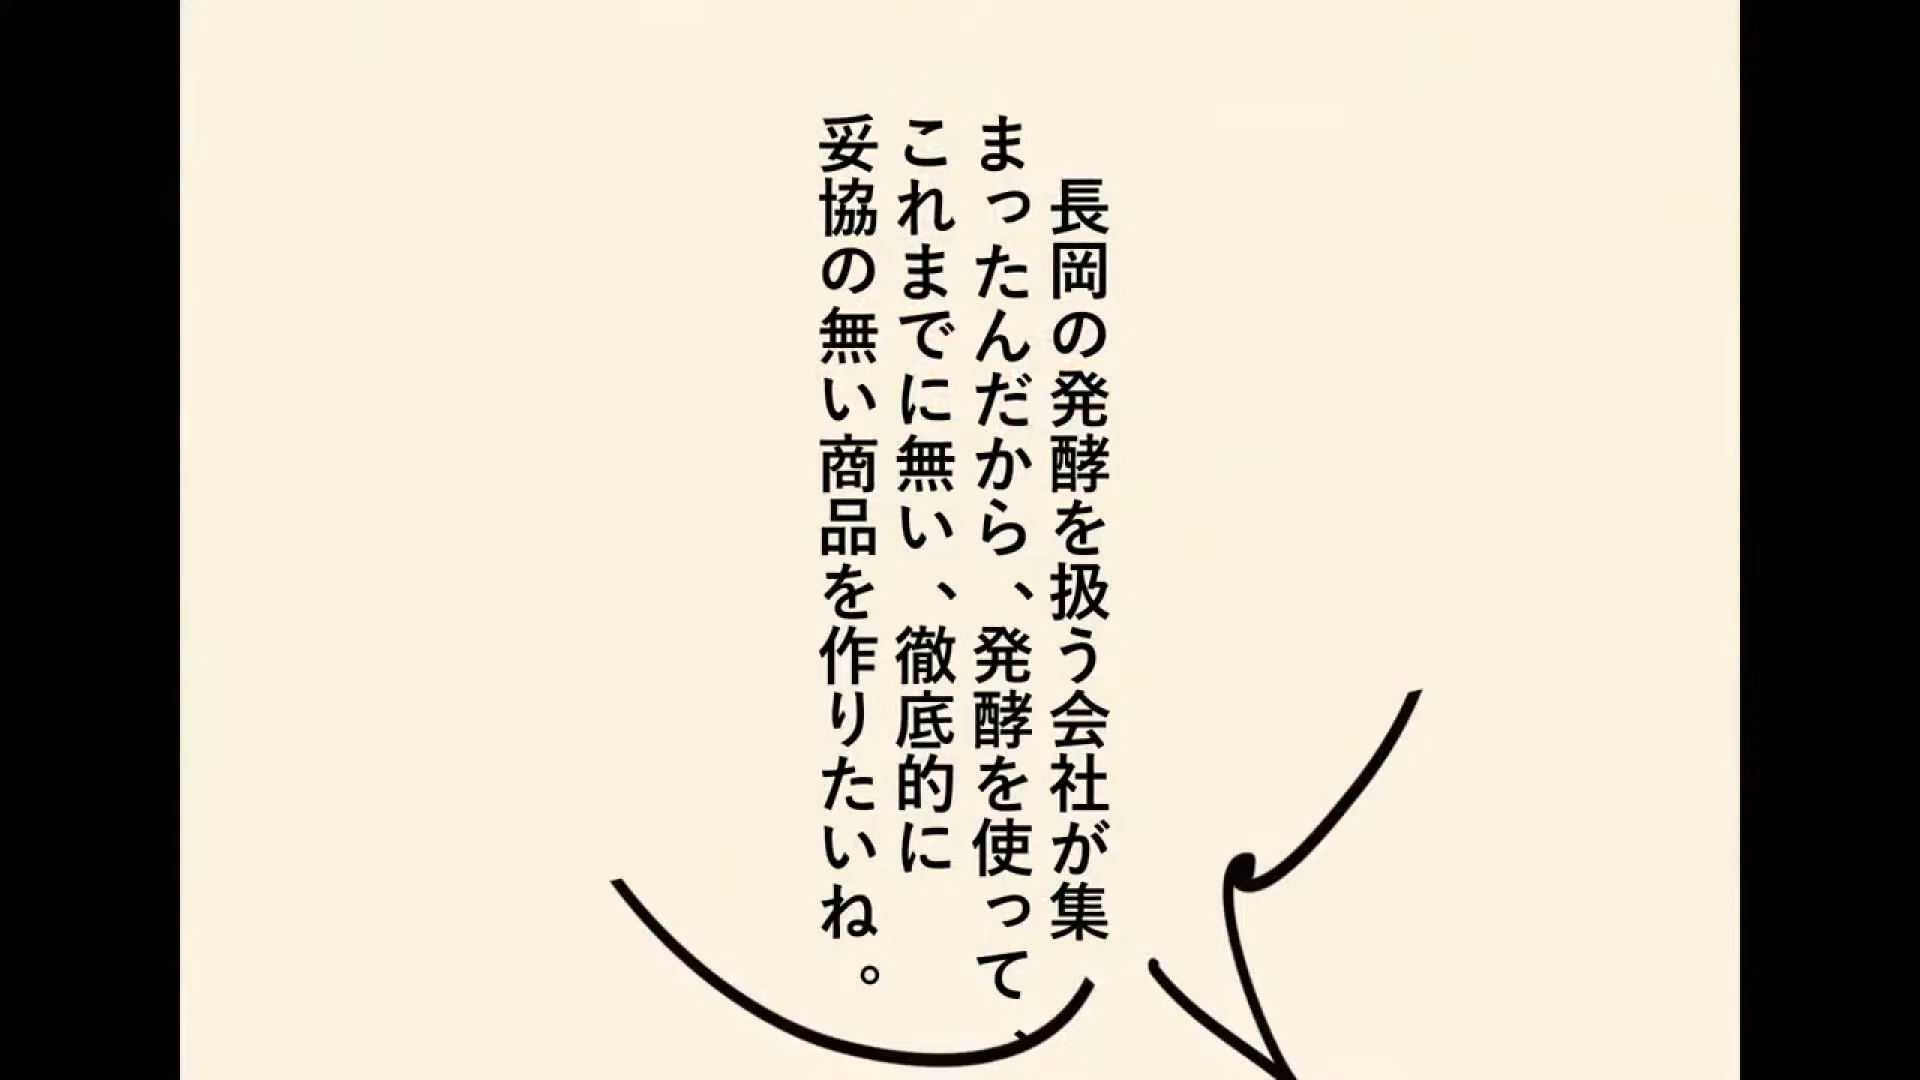 長岡の発酵を扱う会社が集
まったんだから、発酵を使って、
これまでに無い、徹底的に
妥協の無い商品を作りたいね。